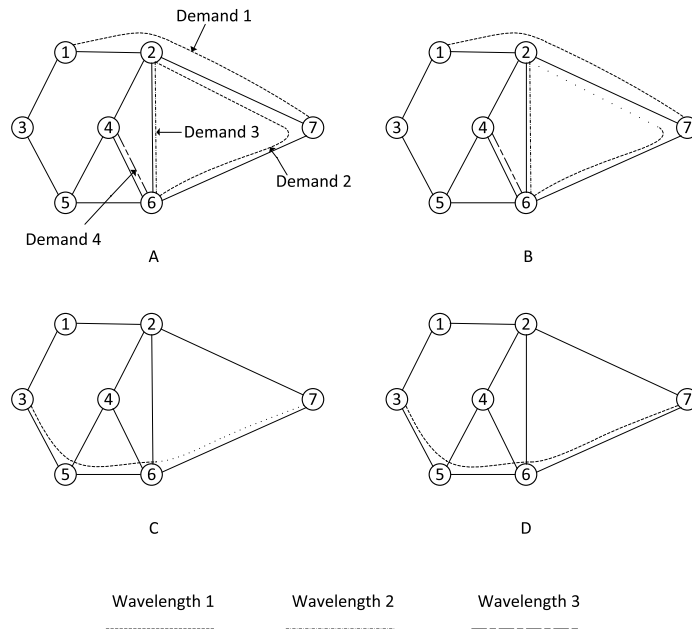 Demand 1
1 2 1 2
3 4 7 3 4 7
Demand 3
Demand 2
5 6 5 6
Demand 4
A B
1 2 1 2
3 4 7 3 4 7
5 6 5 6
C D
Wavelength 1 Wavelength 2 Wavelength 3